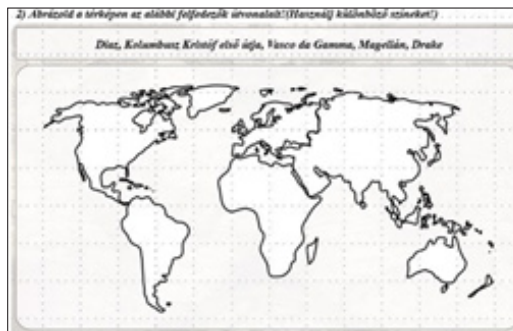 2) Ábrázold a térképen az alábbi felfedezők útvonalait!(Használj különböző színeket!)
Diaz, Kolumbusz Kristóf első útja, Vasco da Gamma, Magellán, Drake